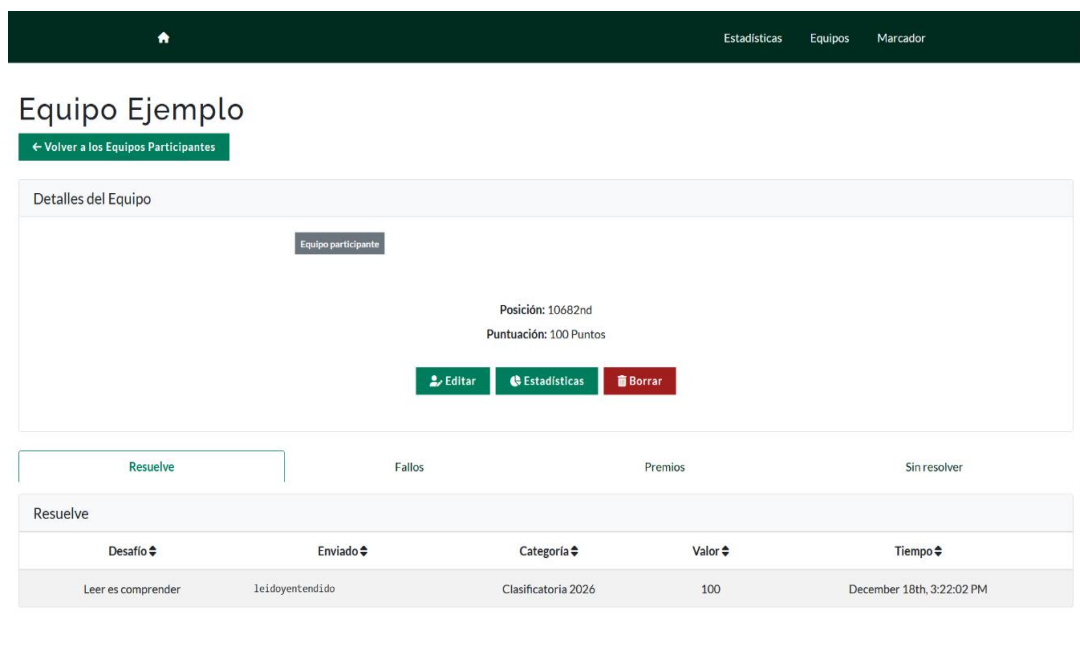 Estadísticas Equipos Marcador
Equipo Ejemplo
← Volver a los Equipos Participantes
Detalles del Equipo
Equipo participante
Posición: 10682nd
Puntuación: 100 Puntos
Editar Estadísticas Borrar
Resuelve Fallos Premios Sin resolver
Resuelve
Desafío Enviado Categoría Valor Tiempo
Leer es comprender leidoyentendido Clasificatoria 2026 100 December 18th, 3:22:02 PM